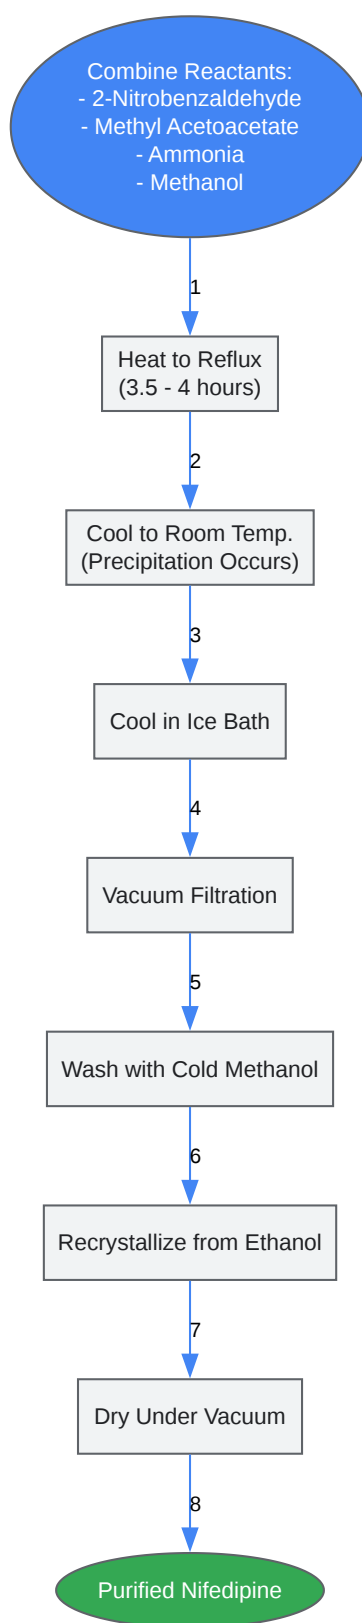 Combine Reactants:
- 2-Nitrobenzaldehyde
- Methyl Acetoacetate
- Ammonia
- Methanol
1
Heat to Reflux
(3.5 - 4 hours)
2
Cool to Room Temp.
(Precipitation Occurs)
3
Cool in Ice Bath
4
Vacuum Filtration
5
Wash with Cold Methanol
6
Recrystallize from Ethanol
7
Dry Under Vacuum
8
Purified Nifedipine